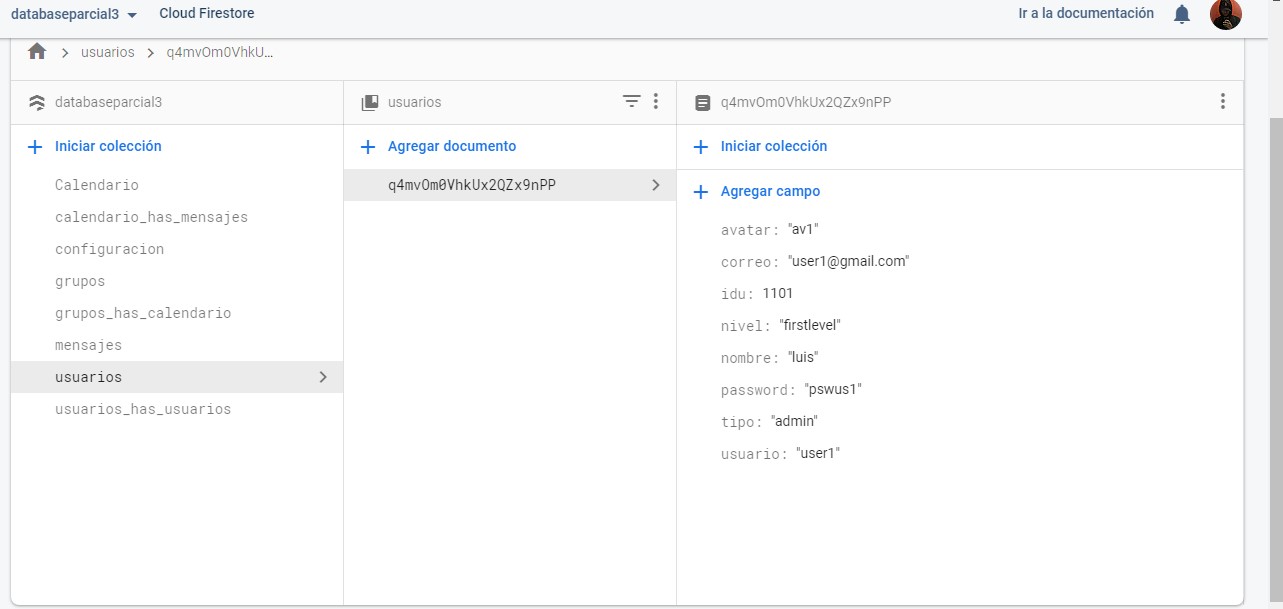 databaseparcial3 Cloud Firestore Ir a la documentación
usuarios q4mvOm0VhkU...
databaseparcial3
Iniciar colección
Calendario
calendario_has_mensajes
configuracion
grupos
grupos_has_calendario
mensajes
usuarios
usuarios_has_usuarios
usuarios
Agregar documento
q4mvOm0VhkUx2QZx9nPP
q4mvOm0VhkUx2QZx9nPP
Iniciar colección
Agregar campo
avatar: "av1"
correo: "user1@gmail.com"
idu: 1101
nivel: "firstlevel"
nombre: "luis"
password: "pswus1"
tipo: "admin"
usuario: "user1"